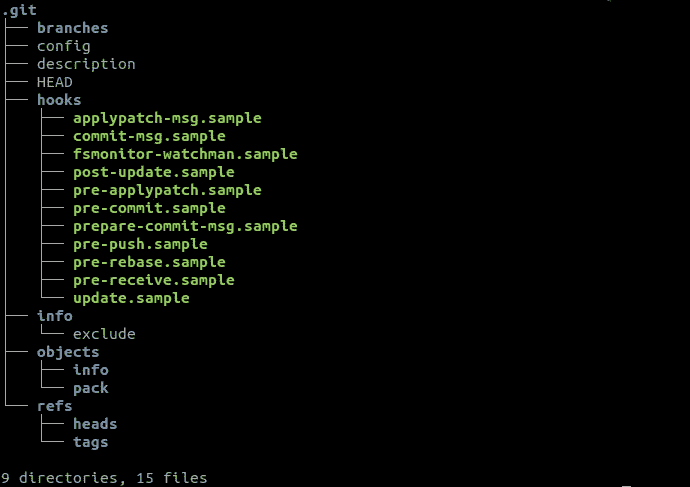 .git
├── branches
├── config
├── description
├── HEAD
├── hooks
│   ├── applypatch-msg.sample
│   ├── commit-msg.sample
│   ├── fsmonitor-watchman.sample
│   ├── post-update.sample
│   ├── pre-applypatch.sample
│   ├── pre-commit.sample
│   ├── prepare-commit-msg.sample
│   ├── pre-push.sample
│   ├── pre-rebase.sample
│   ├── pre-receive.sample
│   └── update.sample
├── info
│   └── exclude
├── objects
│   ├── info
│   └── pack
└── refs
    ├── heads
    └── tags

9 directories, 15 files